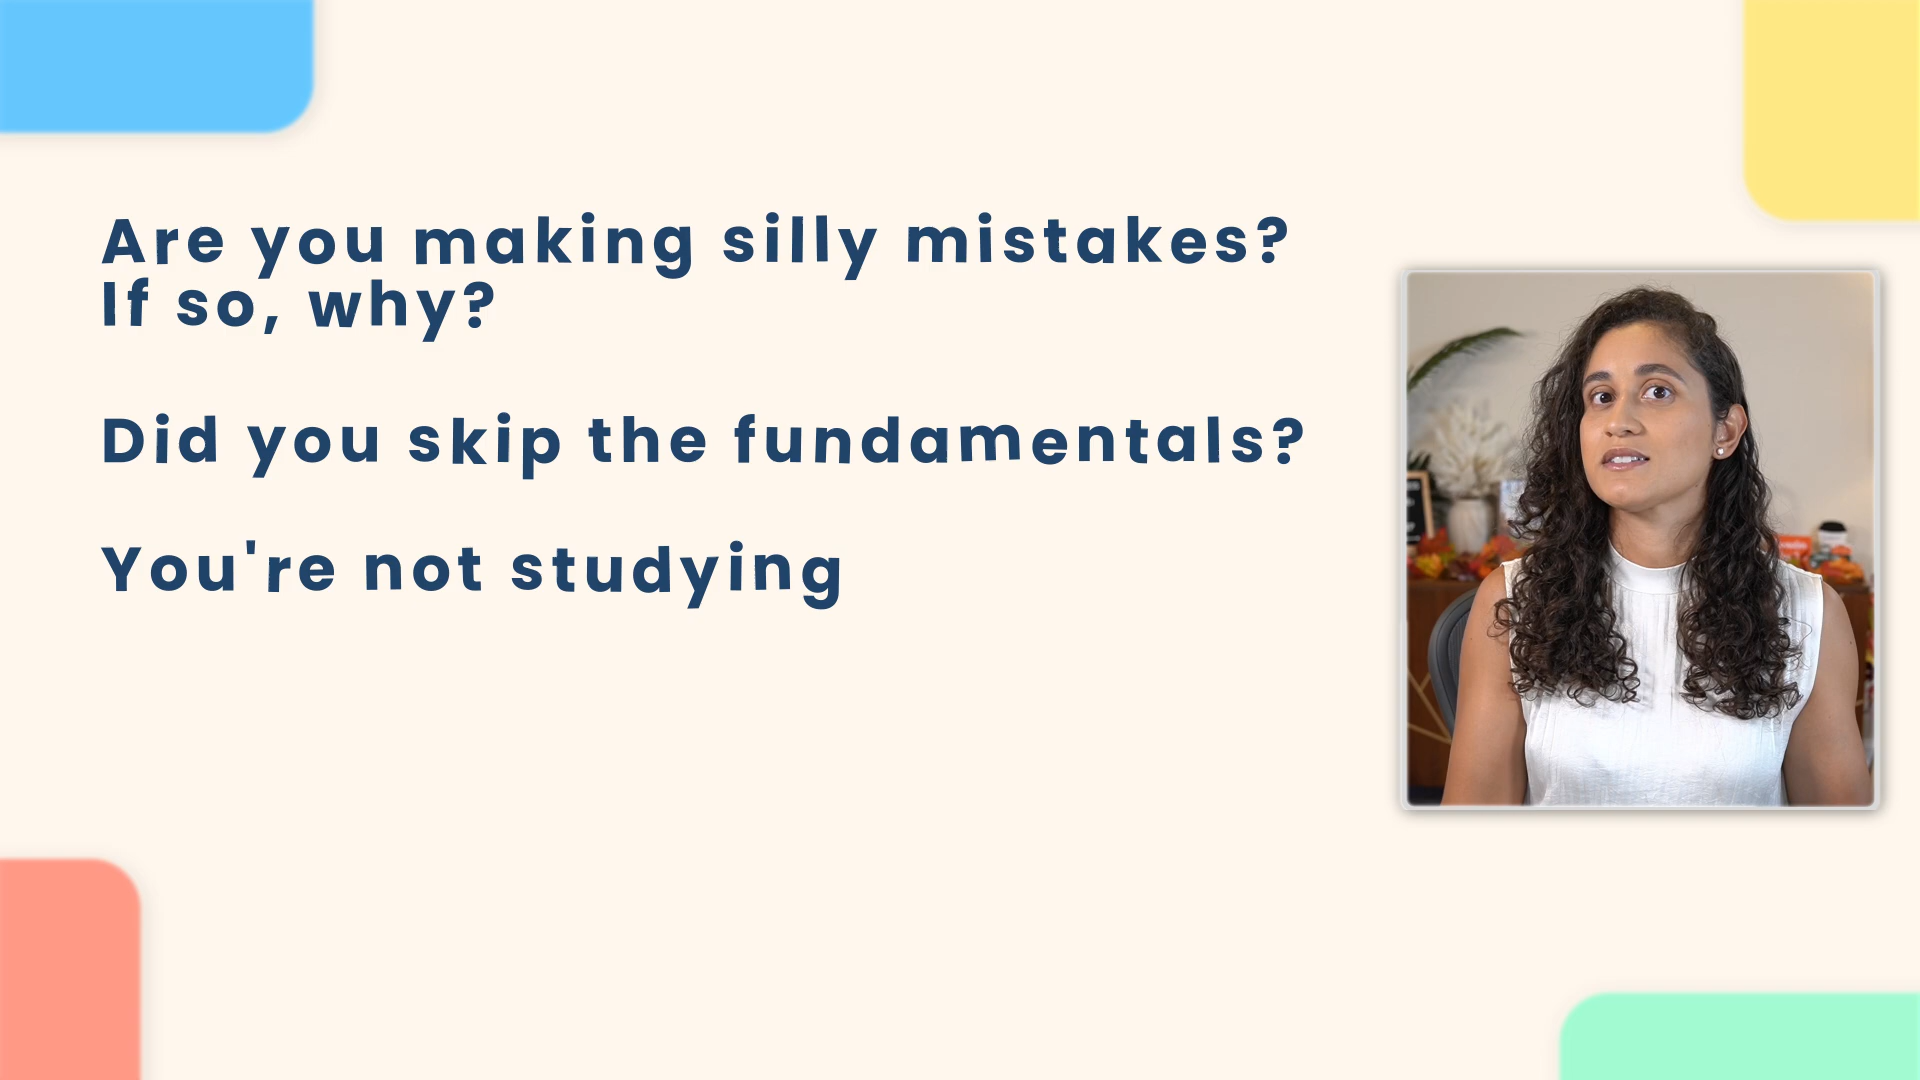 Are you making silly mistakes?
If so, why?
Did you skip the fundamentals?
You're not studying